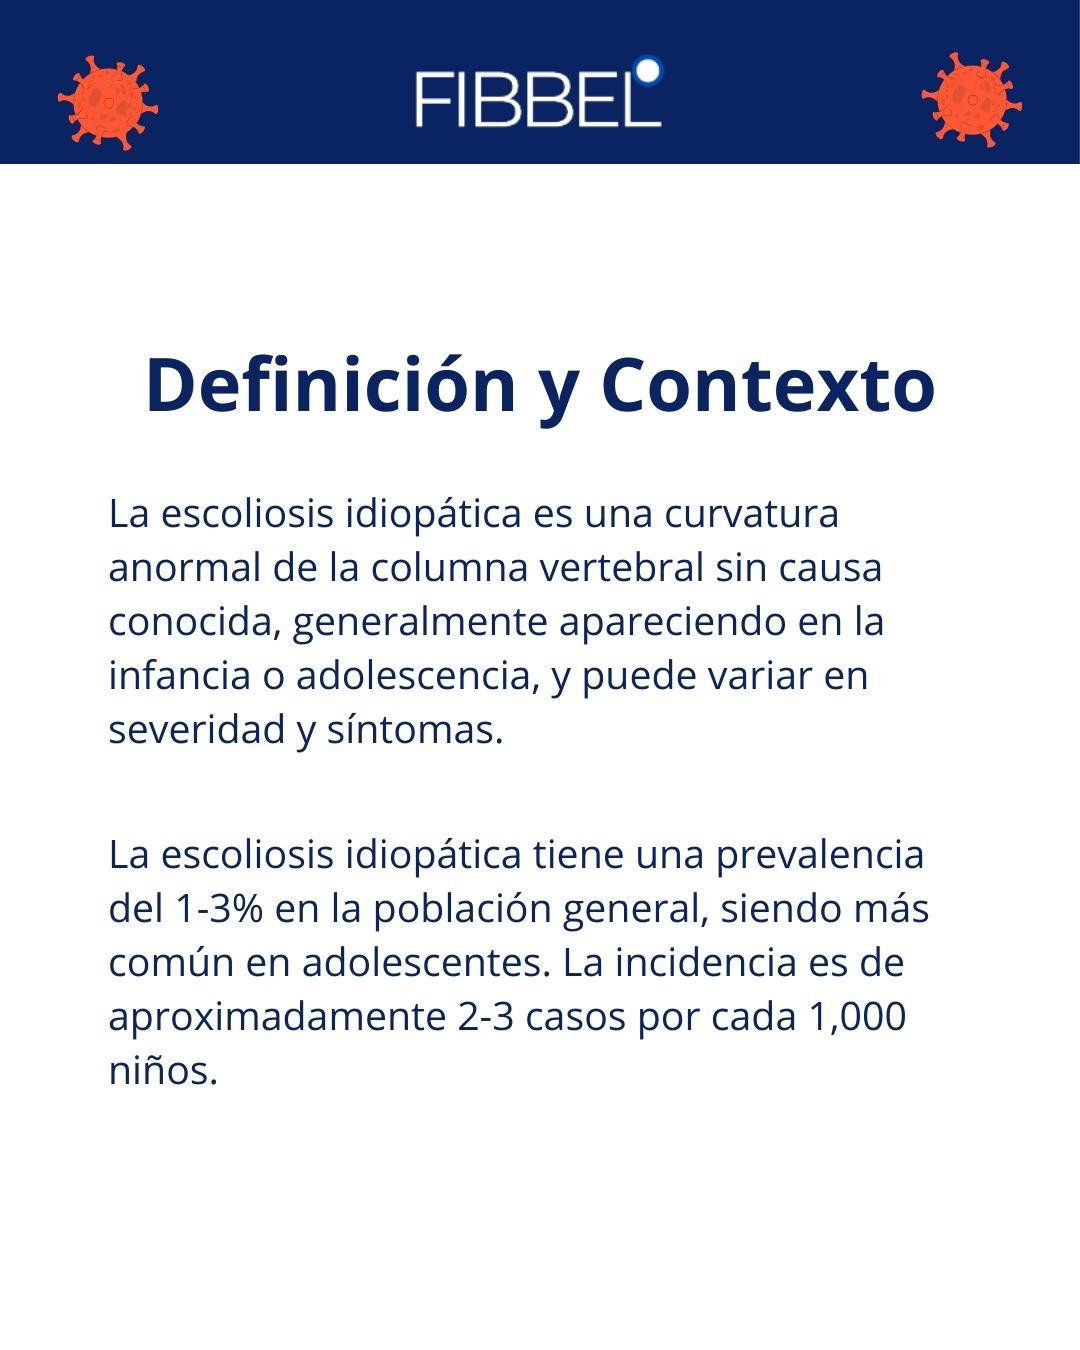 FIBBEL
Definición y Contexto
La escoliosis idiopática es una curvatura
anormal de la columna vertebral sin causa
conocida, generalmente apareciendo en la
infancia o adolescencia, y puede variar en
severidad y síntomas.
La escoliosis idiopática tiene una prevalencia
del 1-3% en la población general, siendo más
común en adolescentes. La incidencia es de
aproximadamente 2-3 casos por cada 1,000
niños.